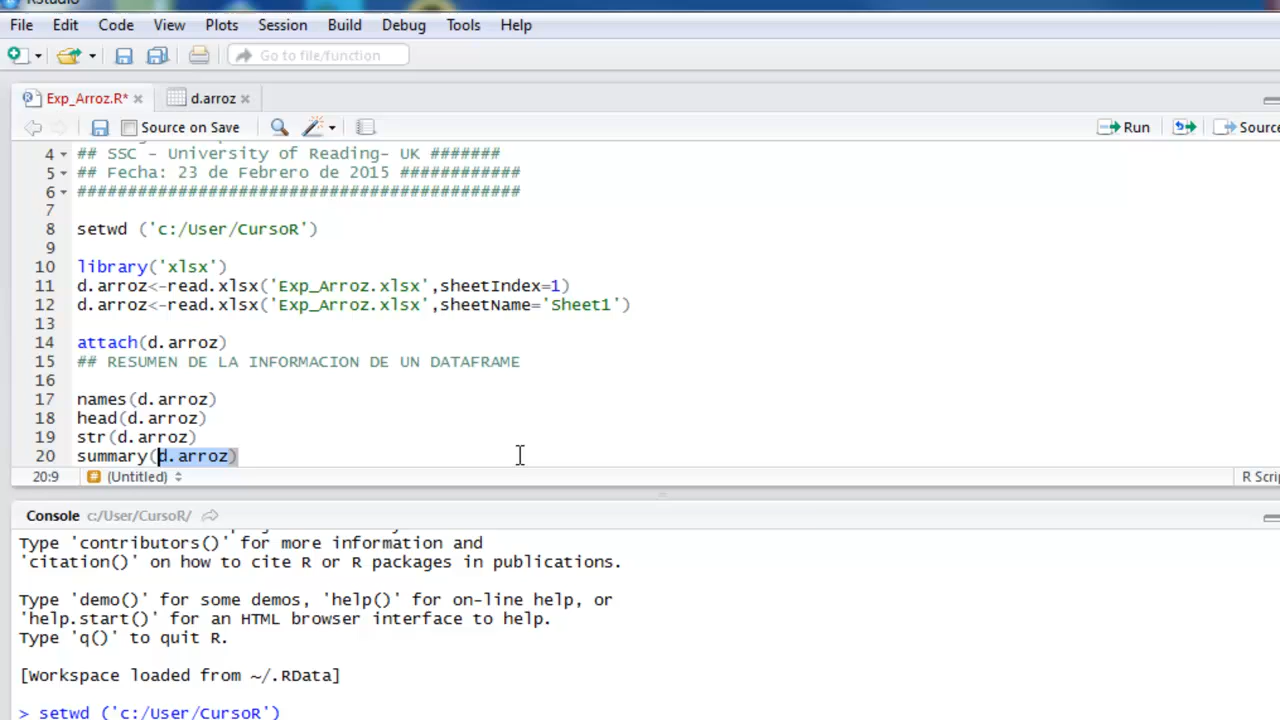 RStudio
File Edit Code View Plots Session Build Debug Tools Help
Go to file/function
Exp_Arroz.R* d.arroz
Source on Save Run Source
4 ## SSC - University of Reading- UK #######
5 ## Fecha: 23 de Febrero de 2015 ############
6 ############################################
7
8 setwd ('c:/User/CursoR')
9
10 library('xlsx')
11 d.arroz<-read.xlsx('Exp_Arroz.xlsx',sheetIndex=1)
12 d.arroz<-read.xlsx('Exp_Arroz.xlsx',sheetName='Sheet1')
13
14 attach(d.arroz)
15 ## RESUMEN DE LA INFORMACION DE UN DATAFRAME
16
17 names(d.arroz)
18 head(d.arroz)
19 str(d.arroz)
20 summary(d.arroz)
20:9 (Untitled) R Scrip
Console c:/User/CursoR/
Type 'contributors()' for more information and
'citation()' on how to cite R or R packages in publications.
Type 'demo()' for some demos, 'help()' for on-line help, or
'help.start()' for an HTML browser interface to help.
Type 'q()' to quit R.
[Workspace loaded from ~/.RData]
> setwd ('c:/User/CursoR')